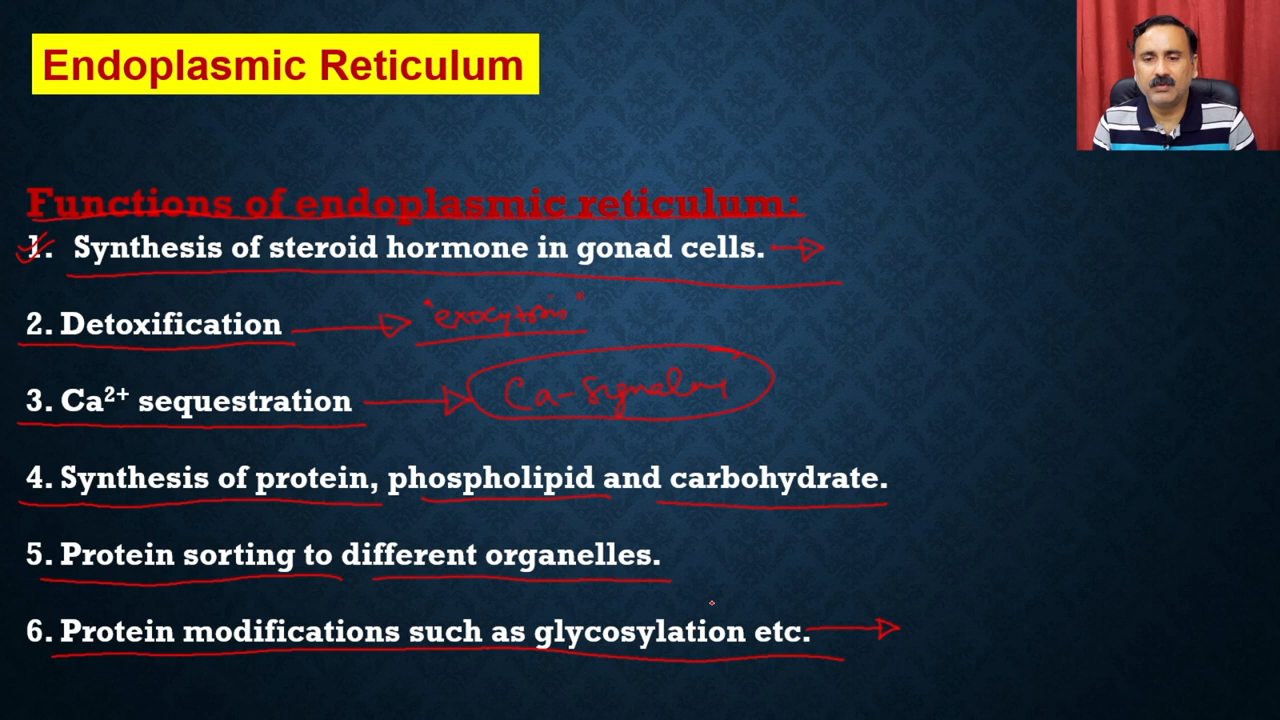 Endoplasmic Reticulum
Functions of endoplasmic reticulum:
1. Synthesis of steroid hormone in gonad cells.
2. Detoxification "exocytosis"
3. Ca²⁺ sequestration Ca-Signaling
4. Synthesis of protein, phospholipid and carbohydrate.
5. Protein sorting to different organelles.
6. Protein modifications such as glycosylation etc.